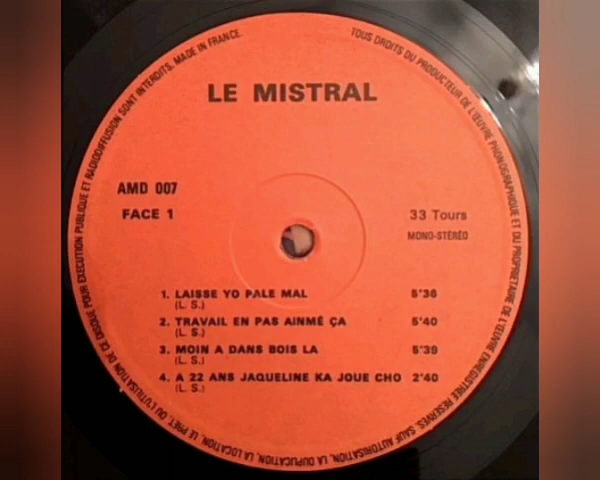 TOUS DROITS DU PRODUCTEUR DE L'ŒUVRE PHONOGRAPHIQUE ET DU PROPRIETAIRE DE L'ŒUVRE ENREGISTREE RESERVES. SAUF AUTORISATION, LA DUPLICATION, LA LOCATION, LE PRET, OU L'UTILISATION DE CE DISQUE POUR EXECUTION PUBLIQUE ET RADIODIFFUSION SONT INTERDITS. MADE IN FRANCE.
LE MISTRAL
AMD 007
FACE 1
33 Tours
MONO-STÉRÉO
1. LAISSE YO PALE MAL 5'36
(L. S.)
2. TRAVAIL EN PAS AINMÉ ÇA 5'40
(L. S.)
3. MOIN A DANS BOIS LA 5'39
(L. S.)
4. A 22 ANS JAQUELINE KA JOUE CHO 2'40
(L. S.)